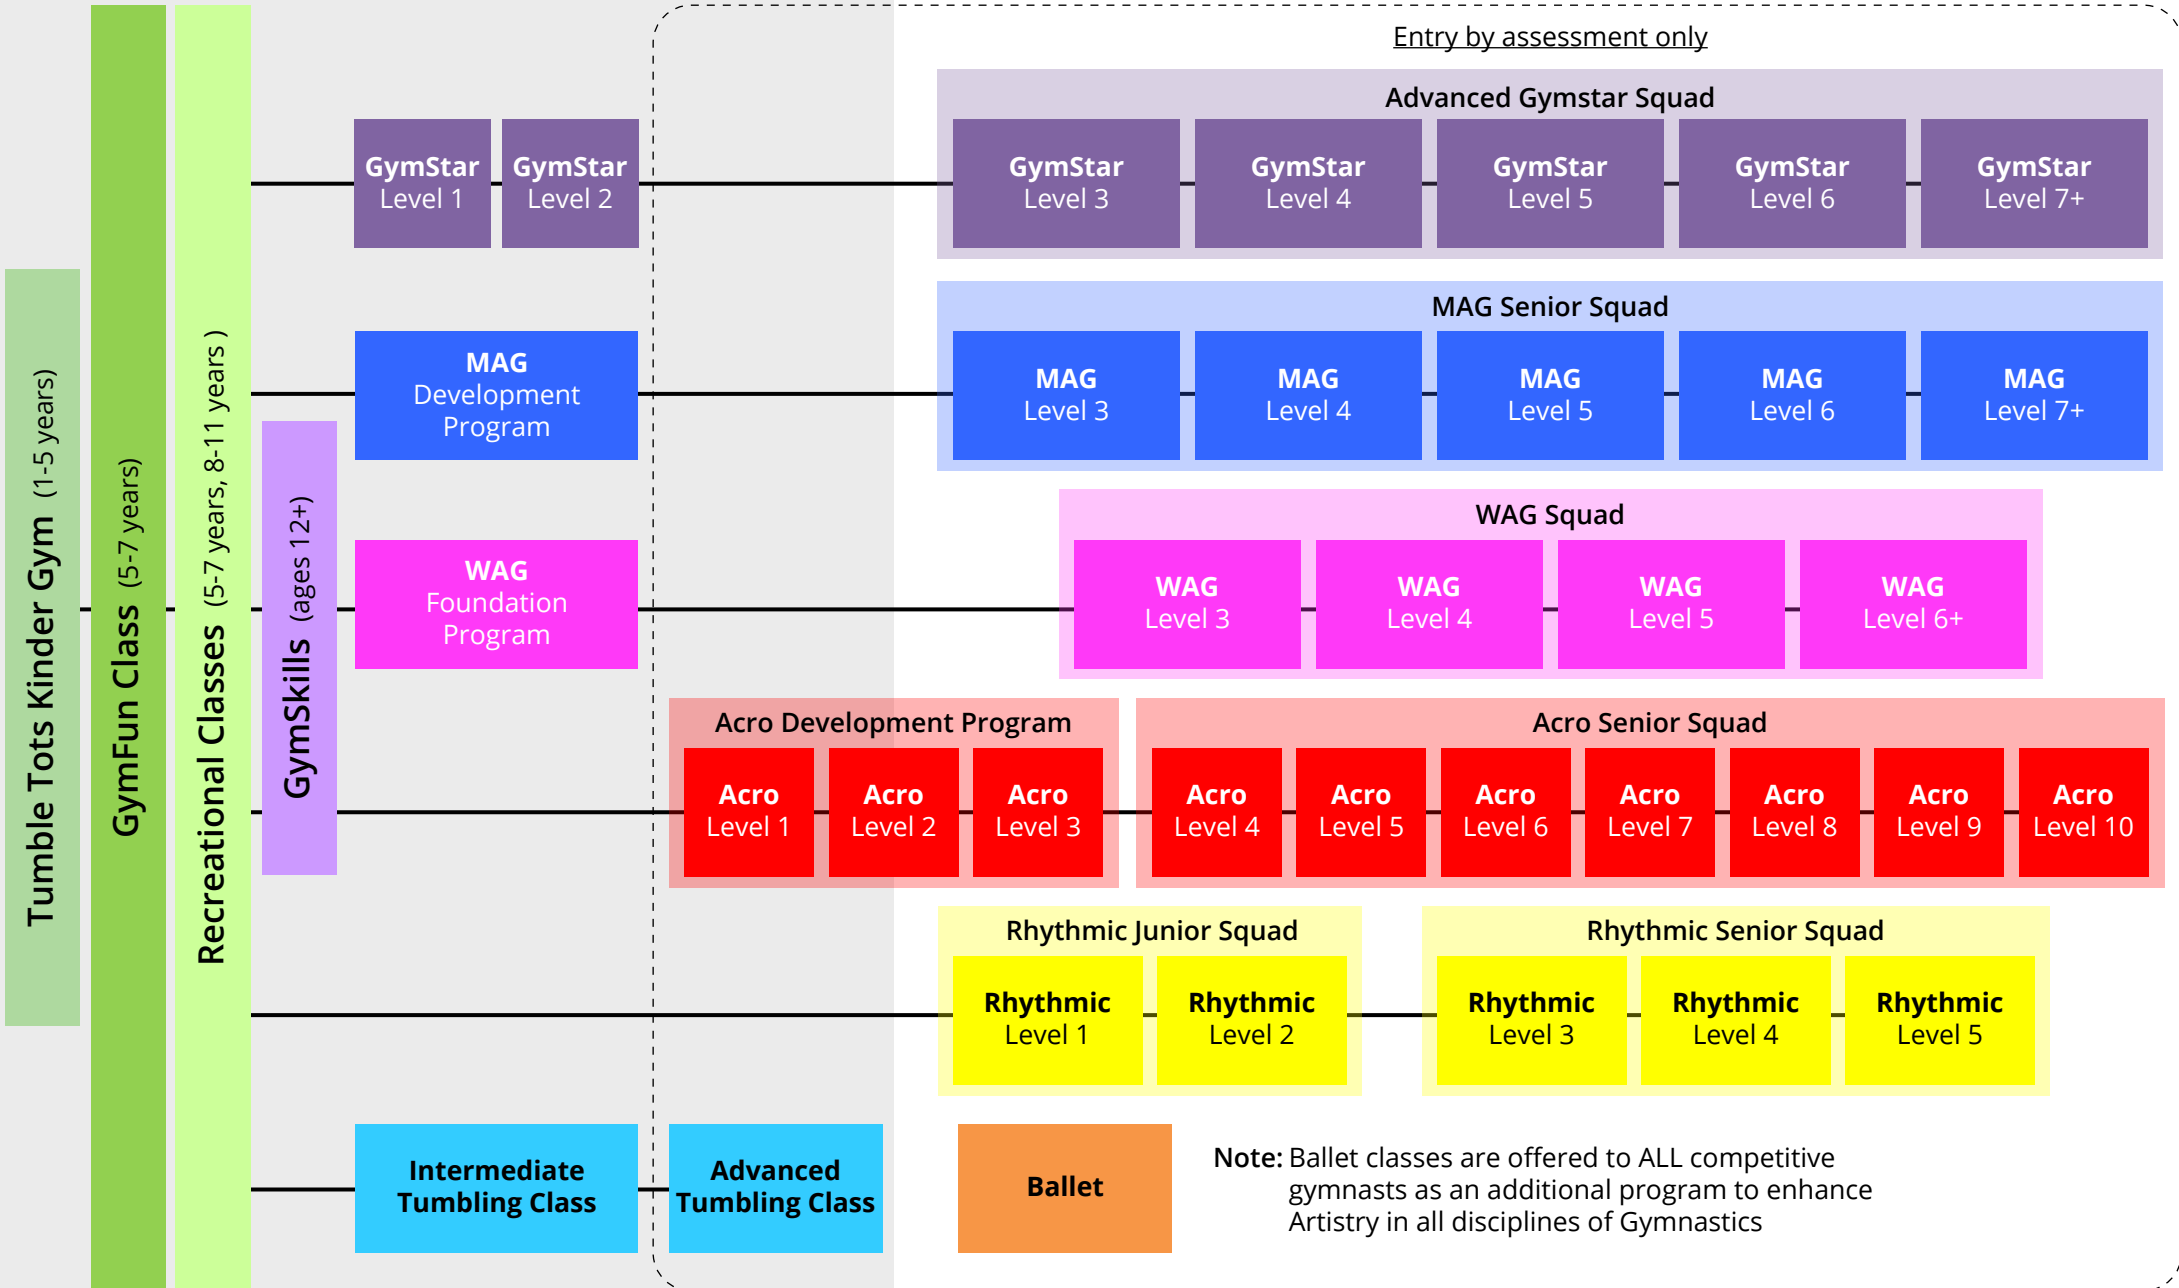 Tumble Tots Kinder Gym (1-5 years)
GymFun Class (5-7 years)
Recreational Classes (5-7 years, 8-11 years )
GymSkills (ages 12+)
Entry by assessment only
Advanced Gymstar Squad
GymStar
Level 1
GymStar
Level 2
GymStar
Level 3
GymStar
Level 4
GymStar
Level 5
GymStar
Level 6
GymStar
Level 7+
MAG
Development
Program
MAG Senior Squad
MAG
Level 3
MAG
Level 4
MAG
Level 5
MAG
Level 6
MAG
Level 7+
WAG
Foundation
Program
WAG Squad
WAG
Level 3
WAG
Level 4
WAG
Level 5
WAG
Level 6+
Acro Development Program
Acro
Level 1
Acro
Level 2
Acro
Level 3
Acro Senior Squad
Acro
Level 4
Acro
Level 5
Acro
Level 6
Acro
Level 7
Acro
Level 8
Acro
Level 9
Acro
Level 10
Rhythmic Junior Squad
Rhythmic
Level 1
Rhythmic
Level 2
Rhythmic Senior Squad
Rhythmic
Level 3
Rhythmic
Level 4
Rhythmic
Level 5
Intermediate
Tumbling Class
Advanced
Tumbling Class
Ballet
Note: Ballet classes are offered to ALL competitive
gymnasts as an additional program to enhance
Artistry in all disciplines of Gymnastics